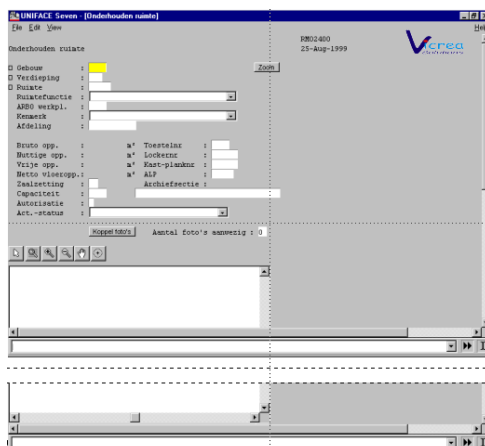 UNIFACE Seven - [Onderhouden ruimte]
File Edit View Help
RM02400
Onderhouden ruimte 25-Aug-1999
Vicrea
Gebouw : Zoom
Verdieping :
Ruimte :
Ruimtefunctie :
ARBO werkpl. :
Kenmerk :
Afdeling :
Bruto opp. : m² Toestelnr :
Nuttige opp. : m² Lockernr :
Vrije opp. : m² Kast-planknr :
Netto vloeropp.: m² ALP :
Zaalzetting : Archiefsectie :
Capaciteit :
Autorisatie :
Act.-status :
Koppel foto's Aantal foto's aanwezig : 0